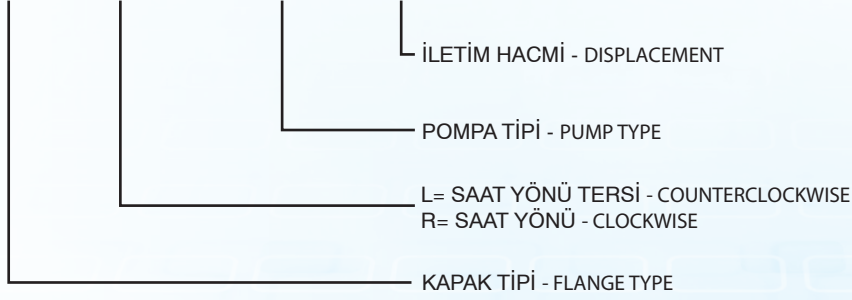 İLETİM HACMİ - DISPLACEMENT
POMPA TİPİ - PUMP TYPE
L= SAAT YÖNÜ TERSİ - COUNTERCLOCKWISE
R= SAAT YÖNÜ - CLOCKWISE
KAPAK TİPİ - FLANGE TYPE